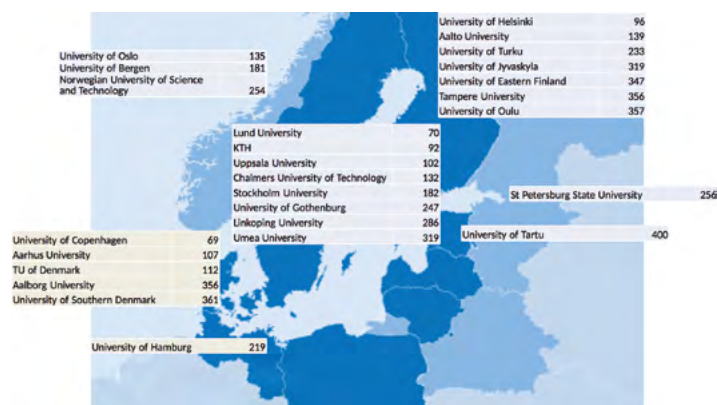 University of Helsinki 96
Aalto University 139
University of Turku 233
University of Jyvaskyla 319
University of Eastern Finland 347
Tampere University 356
University of Oulu 357
University of Oslo 135
University of Bergen 181
Norwegian University of Science
and Technology 254
Lund University 70
KTH 92
Uppsala University 102
Chalmers University of Technology 132
Stockholm University 182
University of Gothenburg 247
Linkoping University 286
Umea University 319
St Petersburg State University 256
University of Tartu 400
University of Copenhagen 69
Aarhus University 107
TU of Denmark 112
Aalborg University 356
University of Southern Denmark 361
University of Hamburg 219